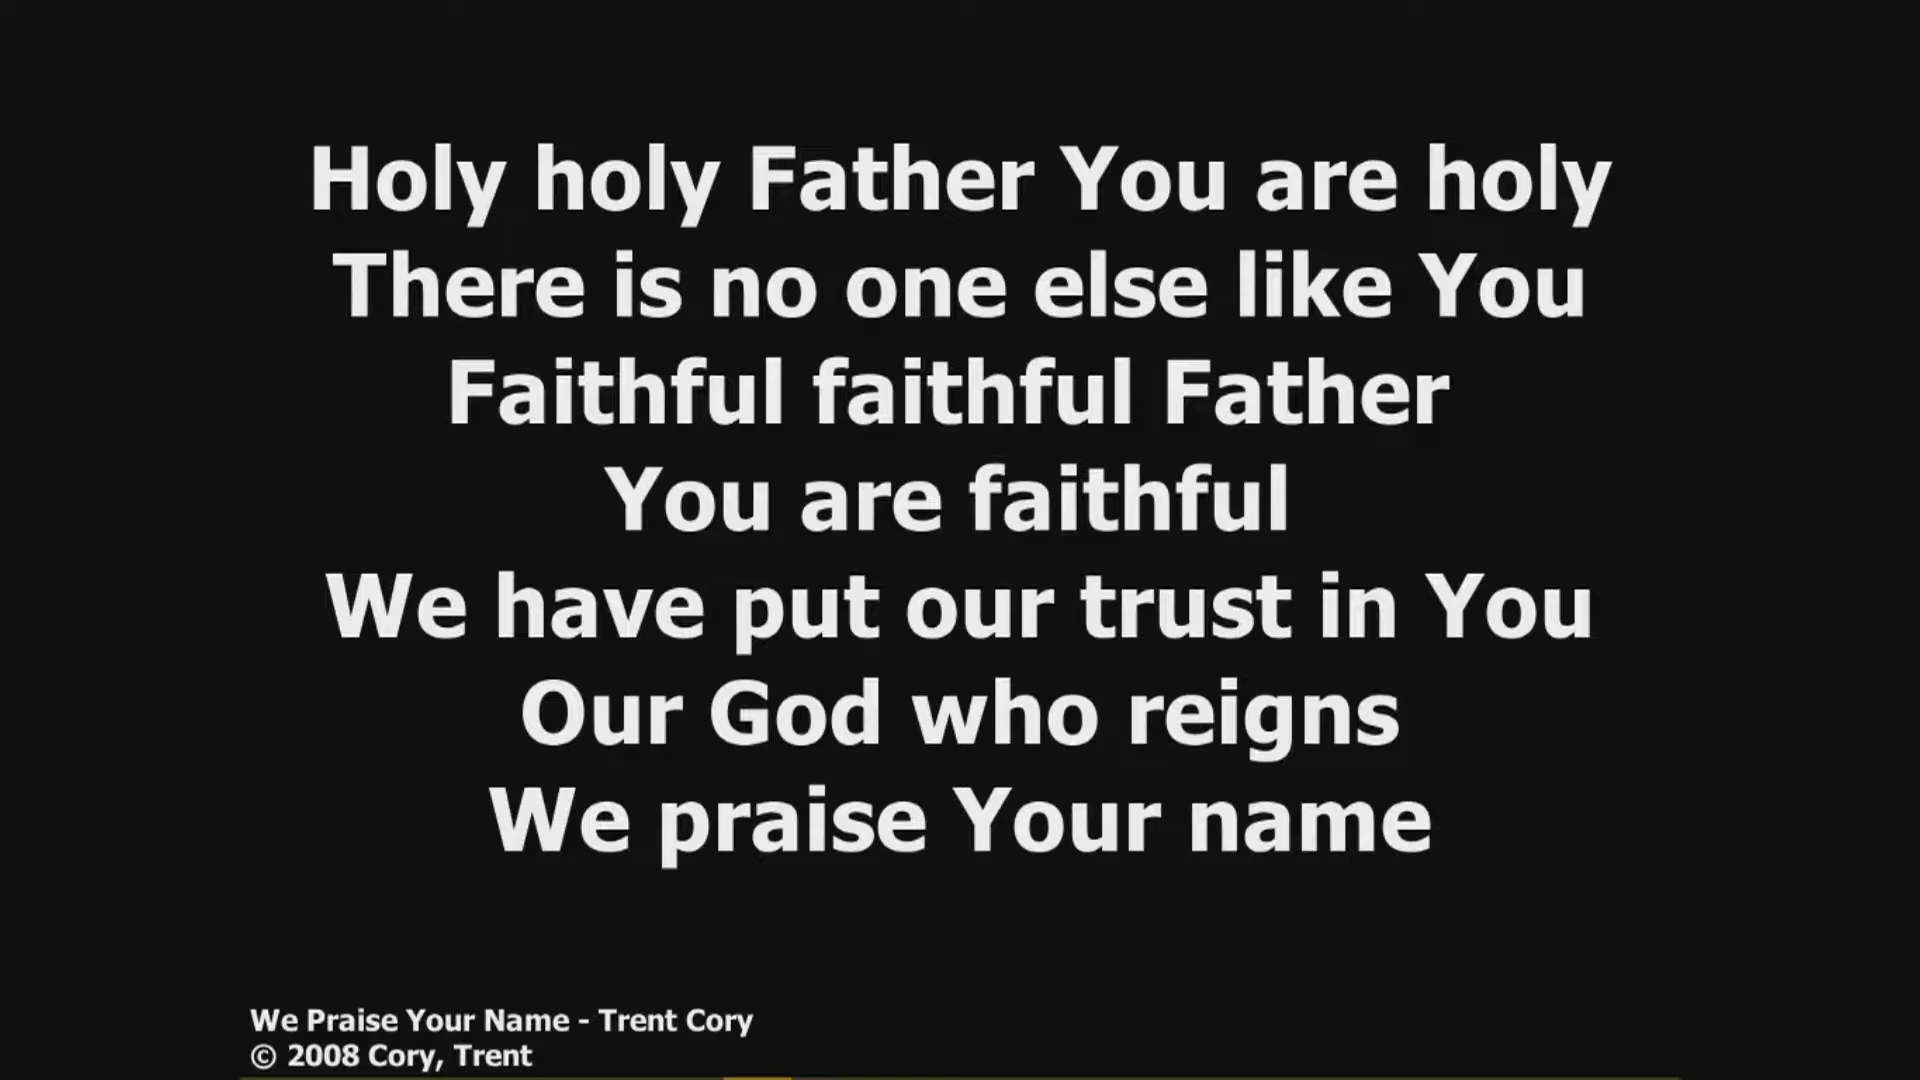 Holy holy Father You are holy
There is no one else like You
Faithful faithful Father
You are faithful
We have put our trust in You
Our God who reigns
We praise Your name
We Praise Your Name - Trent Cory
© 2008 Cory, Trent